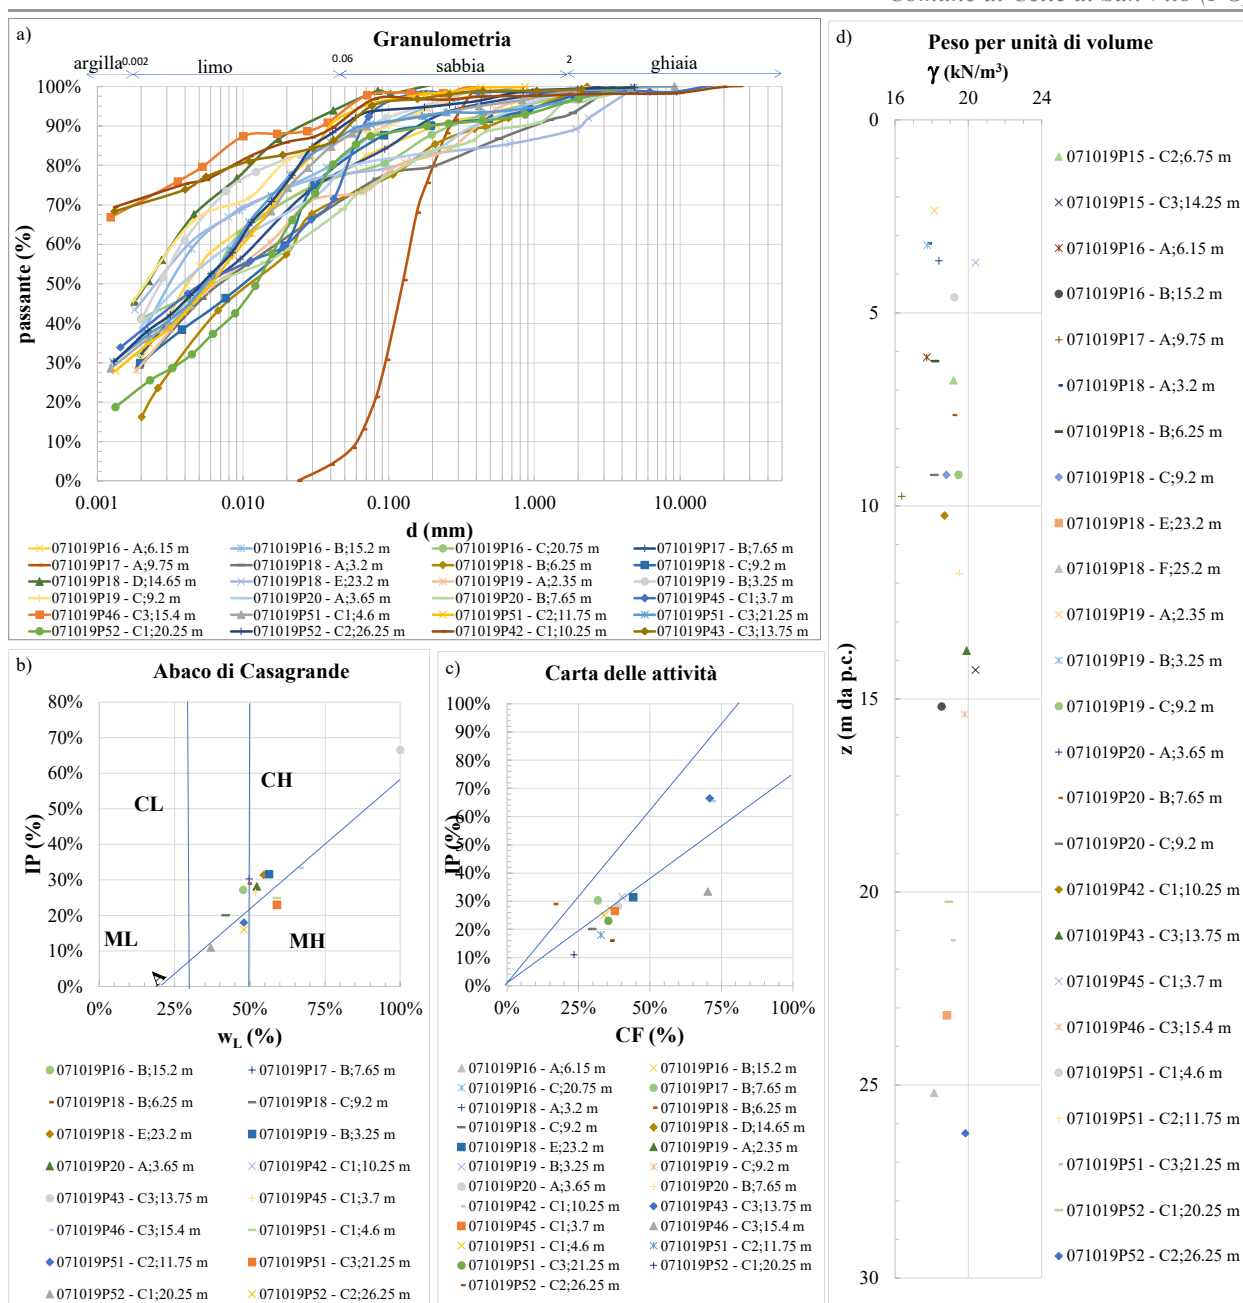 a)
Granulometria
argilla
0.002
limo
0.06
sabbia
2
ghiaia
100%
90%
80%
70%
60%
50%
40%
30%
20%
10%
0%
passante (%)
0.001
0.010
0.100
1.000
10.000
d (mm)
071019P16 - A;6.15 m
071019P16 - B;15.2 m
071019P16 - C;20.75 m
071019P17 - B;7.65 m
071019P17 - A;9.75 m
071019P18 - A;3.2 m
071019P18 - B;6.25 m
071019P18 - C;9.2 m
071019P18 - D;14.65 m
071019P18 - E;23.2 m
071019P19 - A;2.35 m
071019P19 - B;3.25 m
071019P19 - C;9.2 m
071019P20 - A;3.65 m
071019P20 - B;7.65 m
071019P45 - C1;3.7 m
071019P46 - C3;15.4 m
071019P51 - C1;4.6 m
071019P51 - C2;11.75 m
071019P51 - C3;21.25 m
071019P52 - C1;20.25 m
071019P52 - C2;26.25 m
071019P42 - C1;10.25 m
071019P43 - C3;13.75 m
b)
Abaco di Casagrande
80%
70%
60%
50%
40%
30%
20%
10%
0%
IP (%)
CL
CH
ML
MH
A
0%
25%
50%
75%
100%
wL (%)
071019P16 - B;15.2 m
071019P17 - B;7.65 m
071019P18 - B;6.25 m
071019P18 - C;9.2 m
071019P18 - E;23.2 m
071019P19 - B;3.25 m
071019P20 - A;3.65 m
071019P42 - C1;10.25 m
071019P43 - C3;13.75 m
071019P45 - C1;3.7 m
071019P46 - C3;15.4 m
071019P51 - C1;4.6 m
071019P51 - C2;11.75 m
071019P51 - C3;21.25 m
071019P52 - C1;20.25 m
071019P52 - C2;26.25 m
c)
Carta delle attività
100%
90%
80%
70%
60%
50%
40%
30%
20%
10%
0%
IP (%)
0%
25%
50%
75%
100%
CF (%)
071019P16 - A;6.15 m
071019P16 - B;15.2 m
071019P16 - C;20.75 m
071019P17 - B;7.65 m
071019P18 - A;3.2 m
071019P18 - B;6.25 m
071019P18 - C;9.2 m
071019P18 - D;14.65 m
071019P18 - E;23.2 m
071019P19 - A;2.35 m
071019P19 - B;3.25 m
071019P19 - C;9.2 m
071019P20 - A;3.65 m
071019P20 - B;7.65 m
071019P42 - C1;10.25 m
071019P43 - C3;13.75 m
071019P45 - C1;3.7 m
071019P46 - C3;15.4 m
071019P51 - C1;4.6 m
071019P51 - C2;11.75 m
071019P51 - C3;21.25 m
071019P52 - C1;20.25 m
071019P52 - C2;26.25 m
d)
Peso per unità di volume
γ (kN/m³)
16
20
24
0
5
10
15
20
25
30
z (m da p.c.)
071019P15 - C2;6.75 m
071019P15 - C3;14.25 m
071019P16 - A;6.15 m
071019P16 - B;15.2 m
071019P17 - A;9.75 m
071019P18 - A;3.2 m
071019P18 - B;6.25 m
071019P18 - C;9.2 m
071019P18 - E;23.2 m
071019P18 - F;25.2 m
071019P19 - A;2.35 m
071019P19 - B;3.25 m
071019P19 - C;9.2 m
071019P20 - A;3.65 m
071019P20 - B;7.65 m
071019P20 - C;9.2 m
071019P42 - C1;10.25 m
071019P43 - C3;13.75 m
071019P45 - C1;3.7 m
071019P46 - C3;15.4 m
071019P51 - C1;4.6 m
071019P51 - C2;11.75 m
071019P51 - C3;21.25 m
071019P52 - C1;20.25 m
071019P52 - C2;26.25 m